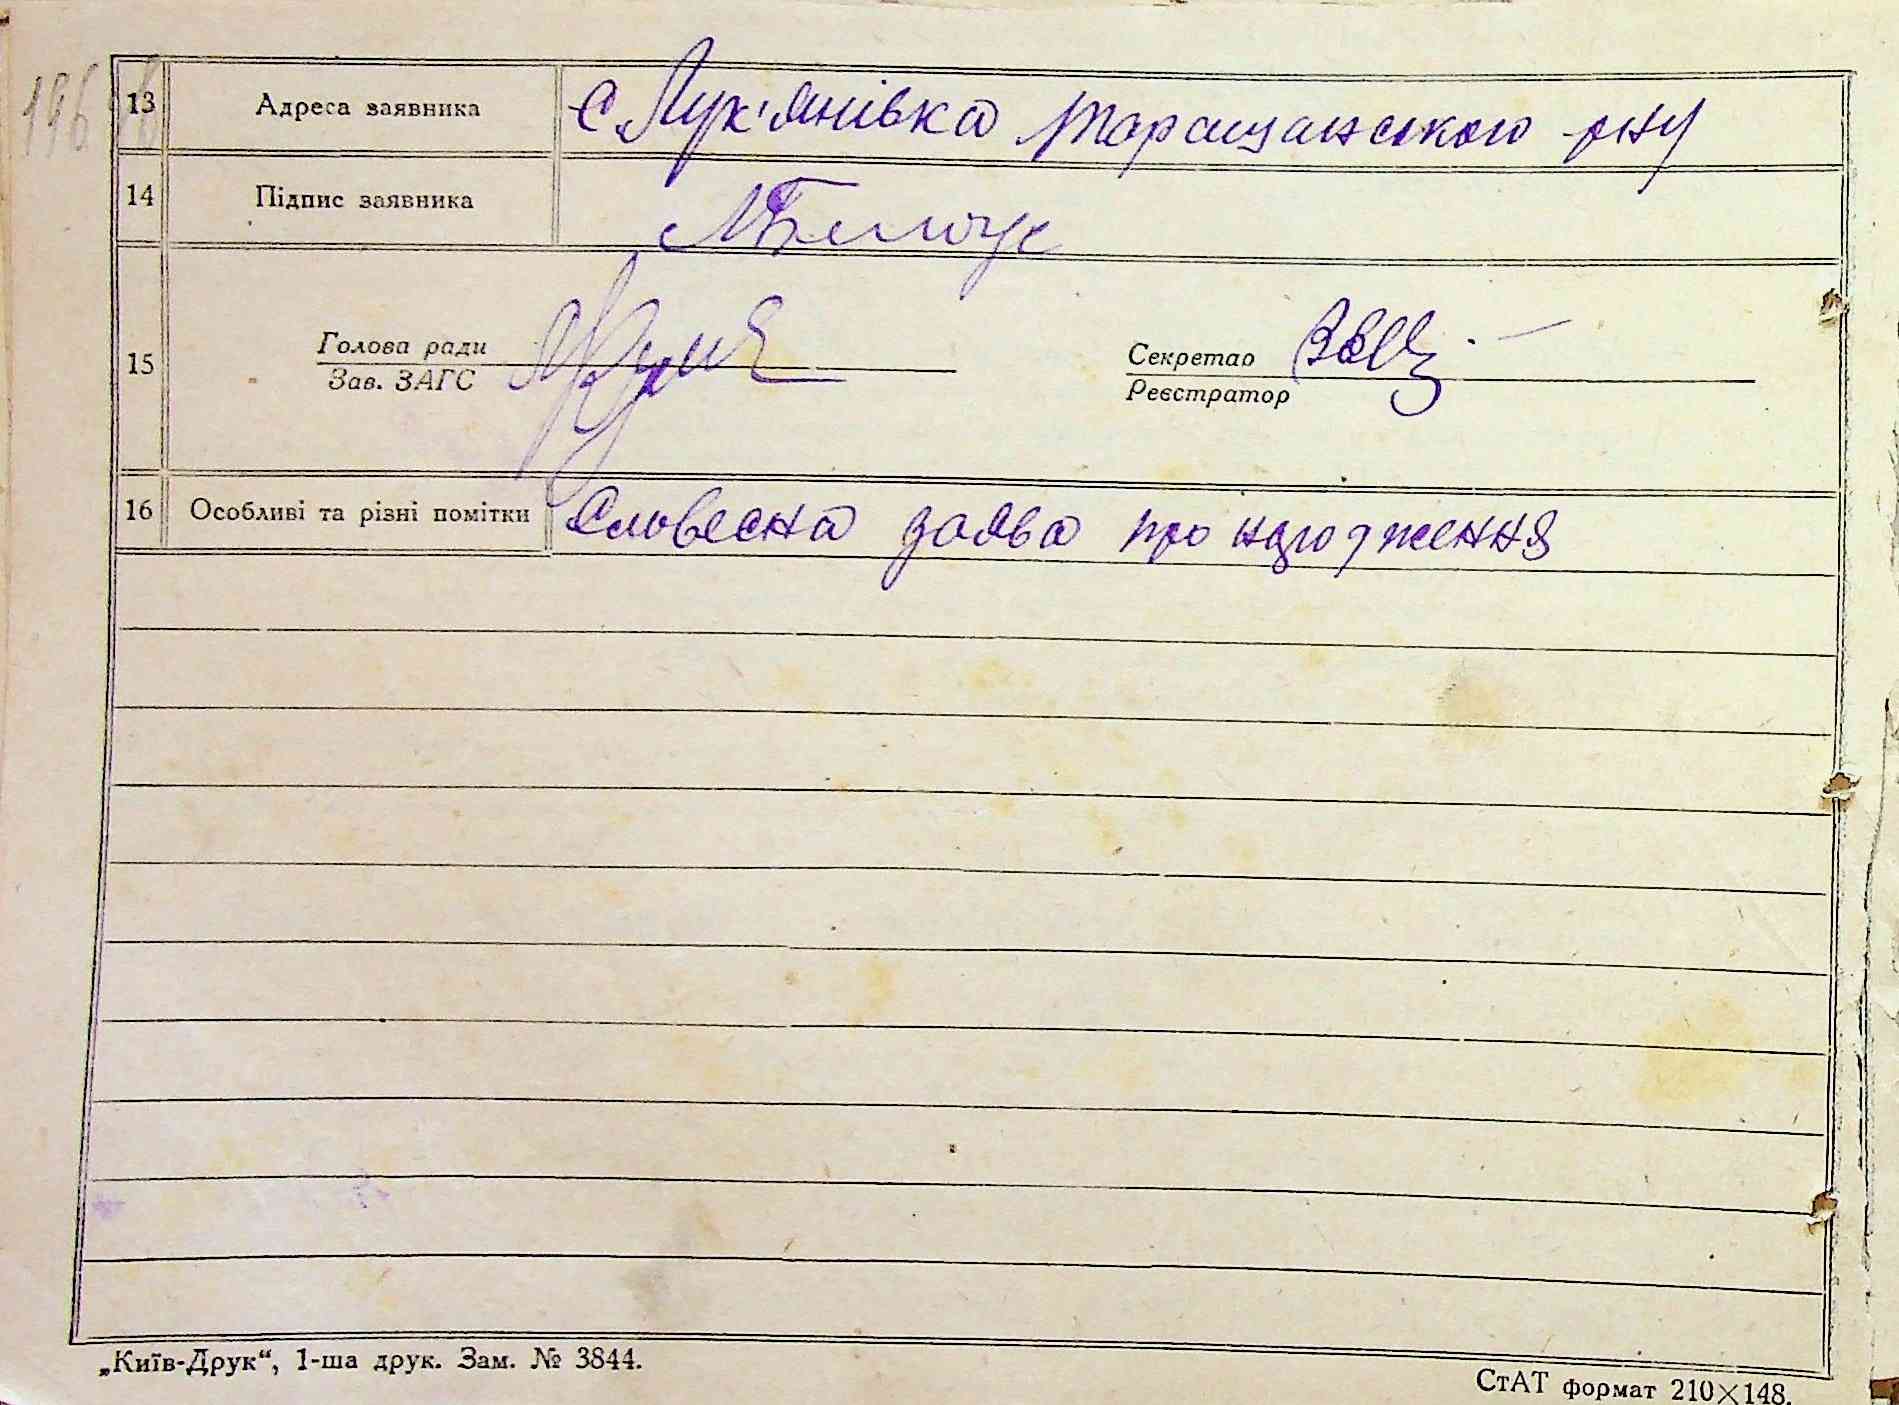 13 Адреса заявника с Лук'янівка Таращанського р-ну
14 Підпис заявника Білоус
15
Голова ради
Зав. ЗАГС
Секретар
Реєстратор
16 Особливі та різні помітки Словесна заява про народження
„Київ-Друк“, 1-ша друк. Зам. № 3844.
СтАТ формат 210×148.